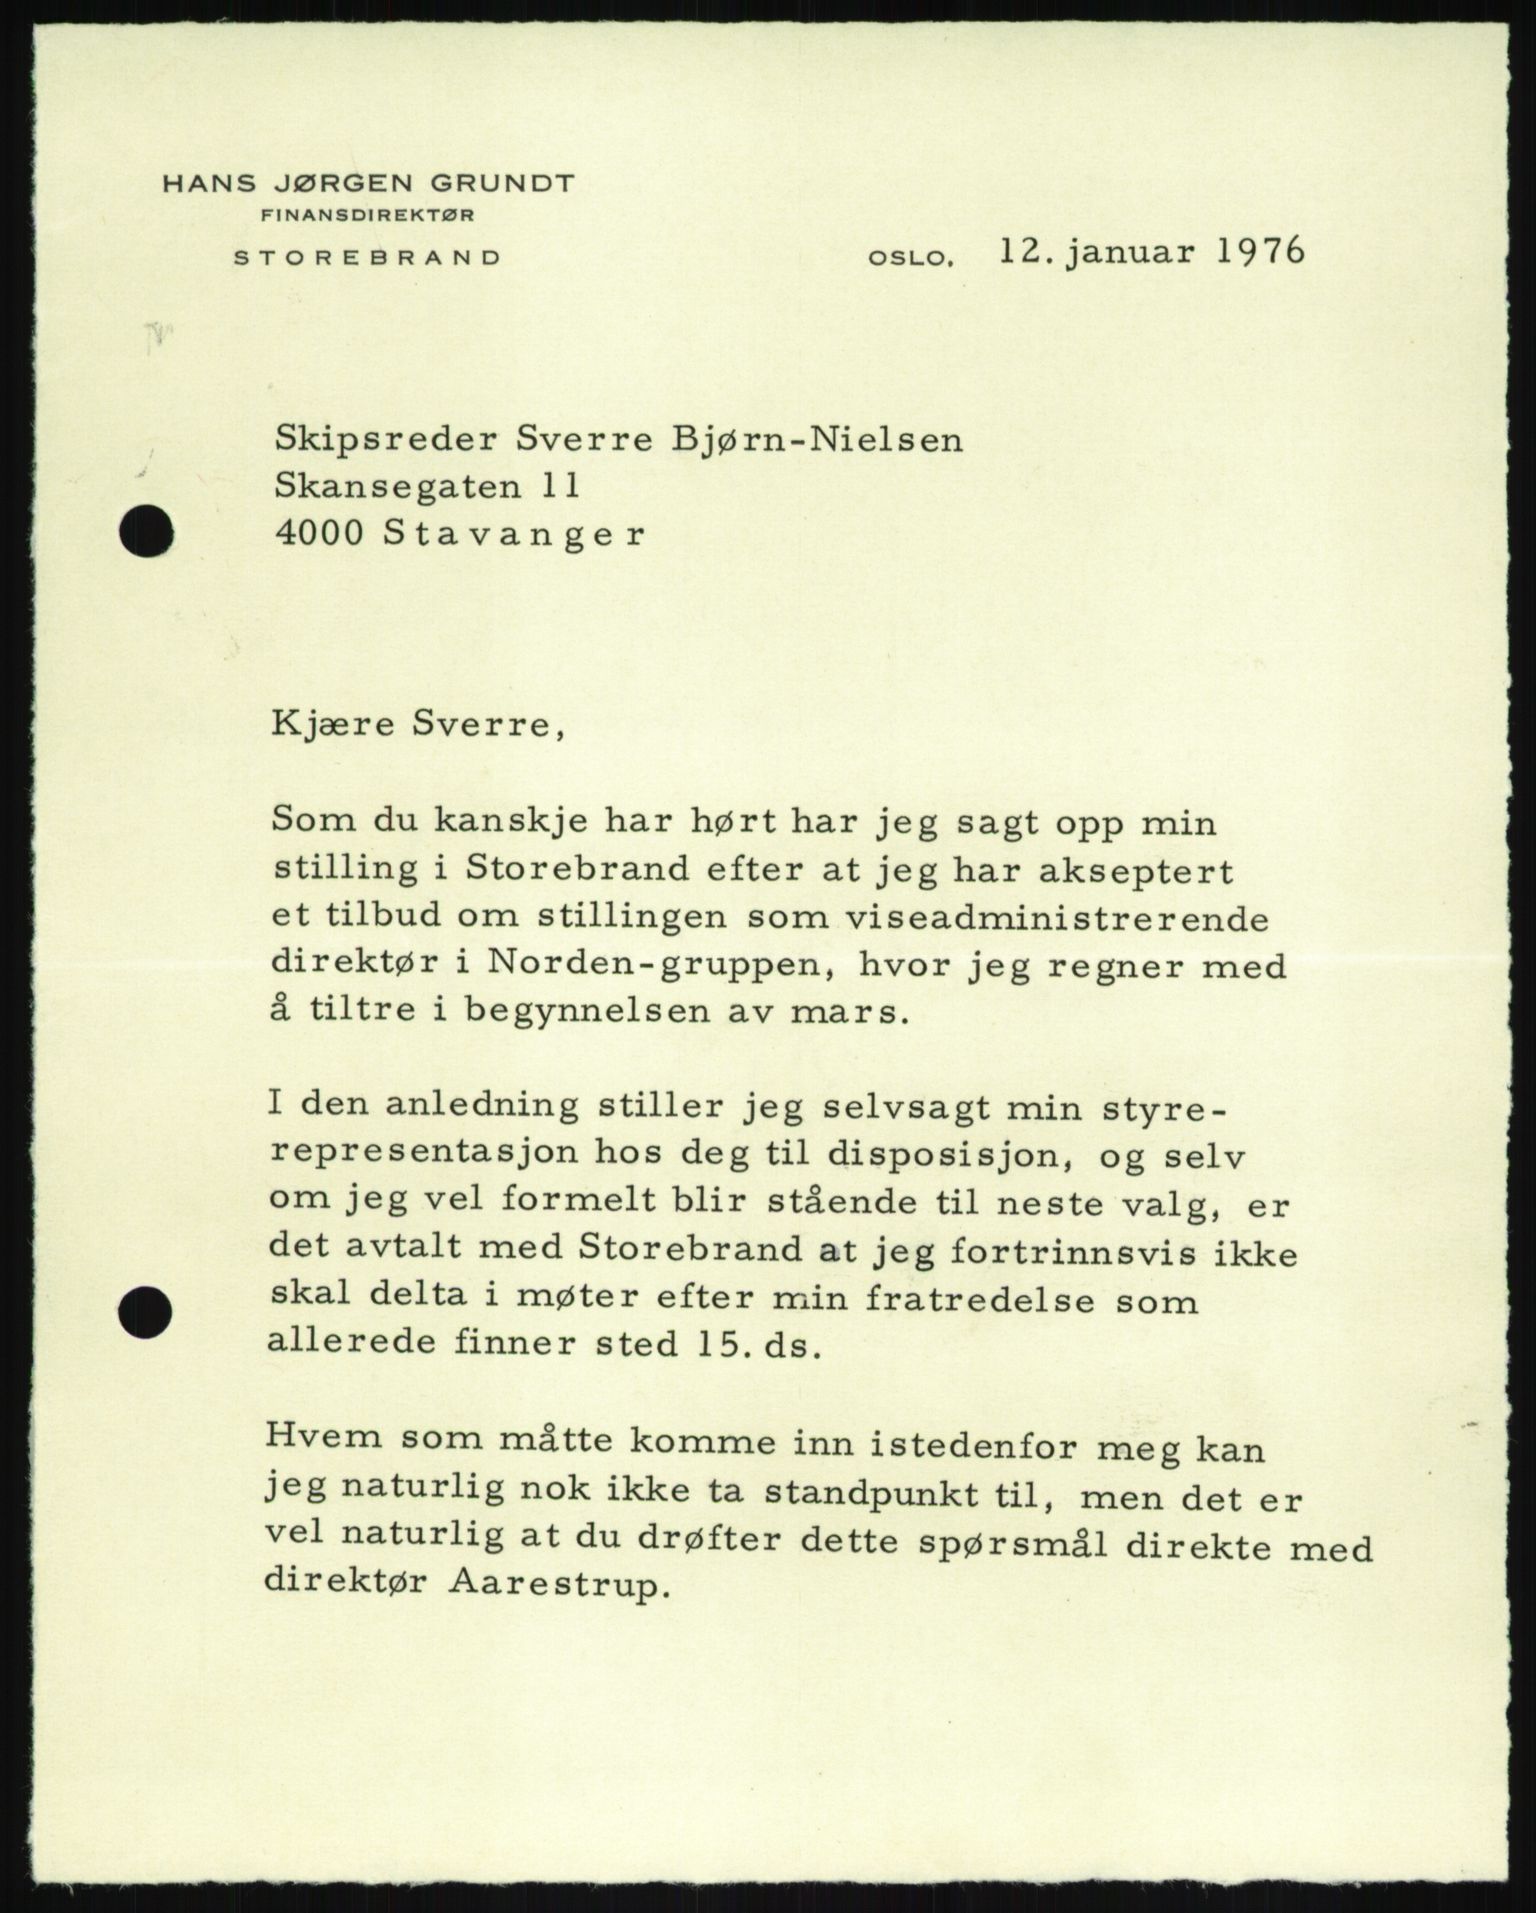 HANS JØRGEN GRUNDT
FINANSDIREKTØR
STOREBRAND
OSLO, 12. januar 1976
Skipsreder Sverre Bjørn-Nielsen
Skansegaten 11
4000 Stavanger
Kjære Sverre,
Som du kanskje har hørt har jeg sagt opp min
stilling i Storebrand efter at jeg har akseptert
et tilbud om stillingen som viseadministrerende
direktør i Norden-gruppen, hvor jeg regner med
å tiltre i begynnelsen av mars.
I den anledning stiller jeg selvsagt min styre-
representasjon hos deg til disposisjon, og selv
om jeg vel formelt blir stående til neste valg, er
det avtalt med Storebrand at jeg fortrinnsvis ikke
skal delta i møter efter min fratredelse som
allerede finner sted 15. ds.
Hvem som måtte komme inn istedenfor meg kan
jeg naturlig nok ikke ta standpunkt til, men det er
vel naturlig at du drøfter dette spørsmål direkte med
direktør Aarestrup.